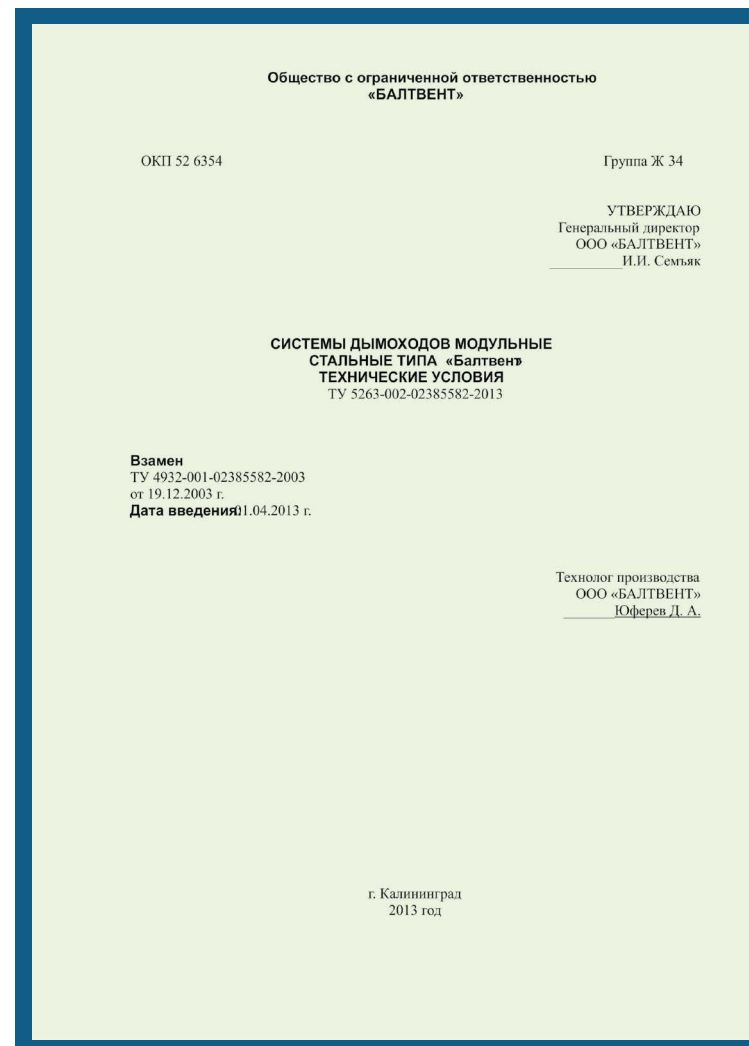 Общество с ограниченной ответственностью
«БАЛТВЕНТ»
ОКП 52 6354 Группа Ж 34
УТВЕРЖДАЮ
Генеральный директор
ООО «БАЛТВЕНТ»
__________И.И. Семъяк
СИСТЕМЫ ДЫМОХОДОВ МОДУЛЬНЫЕ
СТАЛЬНЫЕ ТИПА «Балтвент»
ТЕХНИЧЕСКИЕ УСЛОВИЯ
ТУ 5263-002-02385582-2013
Взамен
ТУ 4932-001-02385582-2003
от 19.12.2003 г.
Дата введения: 01.04.2013 г.
Технолог производства
ООО «БАЛТВЕНТ»
_______Юферев Д. А.
г. Калининград
2013 год